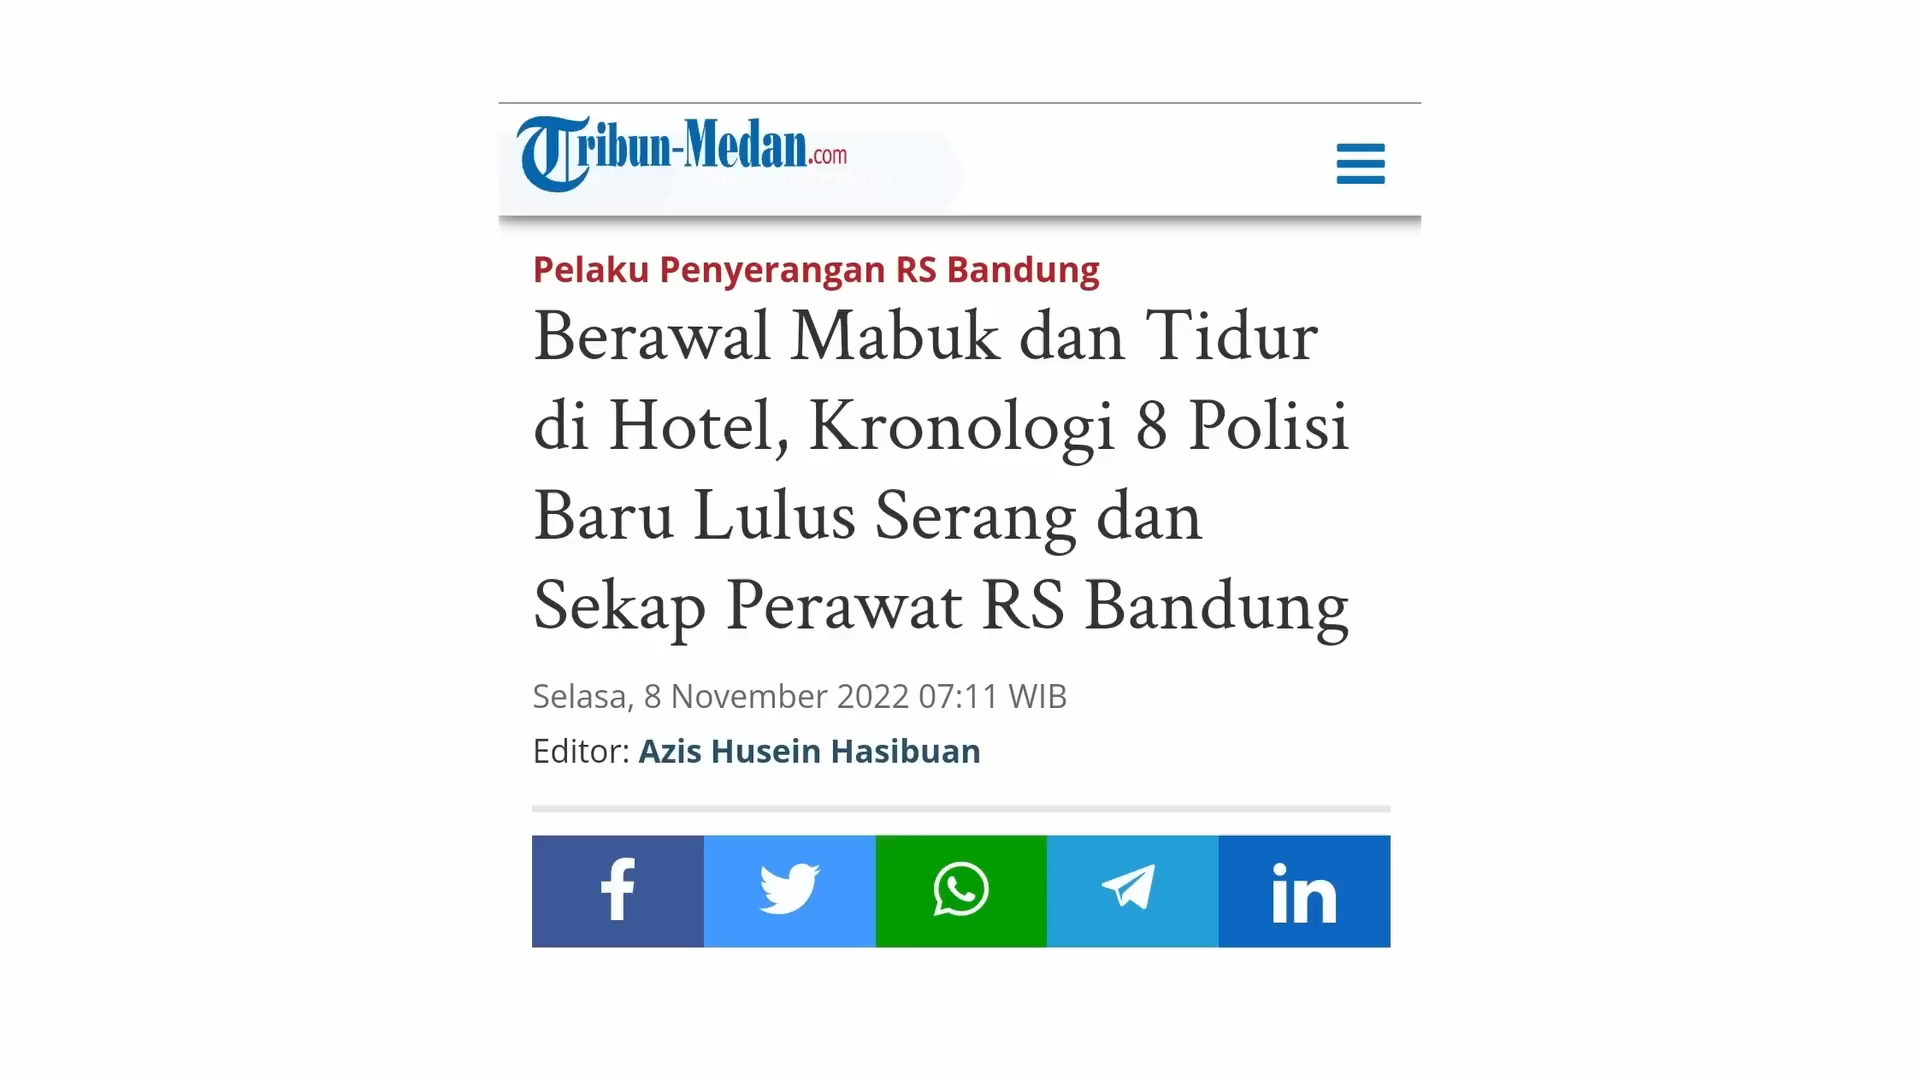 Tribun-Medan.com
Pelaku Penyerangan RS Bandung
Berawal Mabuk dan Tidur
di Hotel, Kronologi 8 Polisi
Baru Lulus Serang dan
Sekap Perawat RS Bandung
Selasa, 8 November 2022 07:11 WIB
Editor: Azis Husein Hasibuan